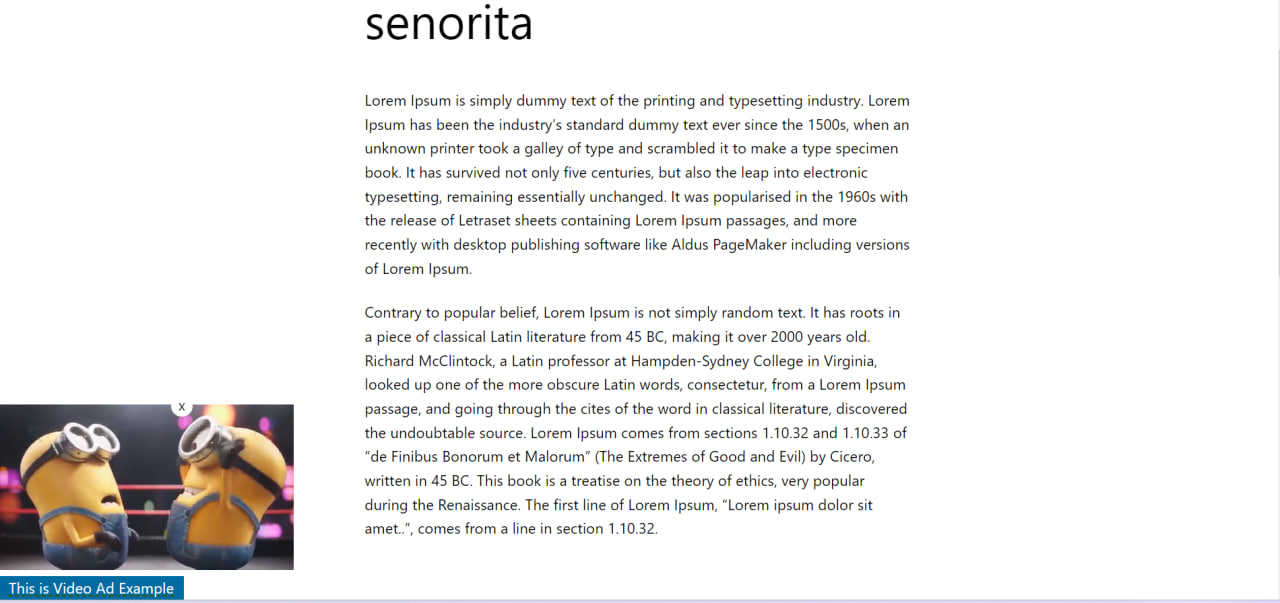 senorita
Lorem Ipsum is simply dummy text of the printing and typesetting industry. Lorem
Ipsum has been the industry’s standard dummy text ever since the 1500s, when an
unknown printer took a galley of type and scrambled it to make a type specimen
book. It has survived not only five centuries, but also the leap into electronic
typesetting, remaining essentially unchanged. It was popularised in the 1960s with
the release of Letraset sheets containing Lorem Ipsum passages, and more
recently with desktop publishing software like Aldus PageMaker including versions
of Lorem Ipsum.
Contrary to popular belief, Lorem Ipsum is not simply random text. It has roots in
a piece of classical Latin literature from 45 BC, making it over 2000 years old.
Richard McClintock, a Latin professor at Hampden-Sydney College in Virginia,
looked up one of the more obscure Latin words, consectetur, from a Lorem Ipsum
passage, and going through the cites of the word in classical literature, discovered
the undoubtable source. Lorem Ipsum comes from sections 1.10.32 and 1.10.33 of
“de Finibus Bonorum et Malorum” (The Extremes of Good and Evil) by Cicero,
written in 45 BC. This book is a treatise on the theory of ethics, very popular
during the Renaissance. The first line of Lorem Ipsum, “Lorem ipsum dolor sit
amet..”, comes from a line in section 1.10.32.
x
This is Video Ad Example